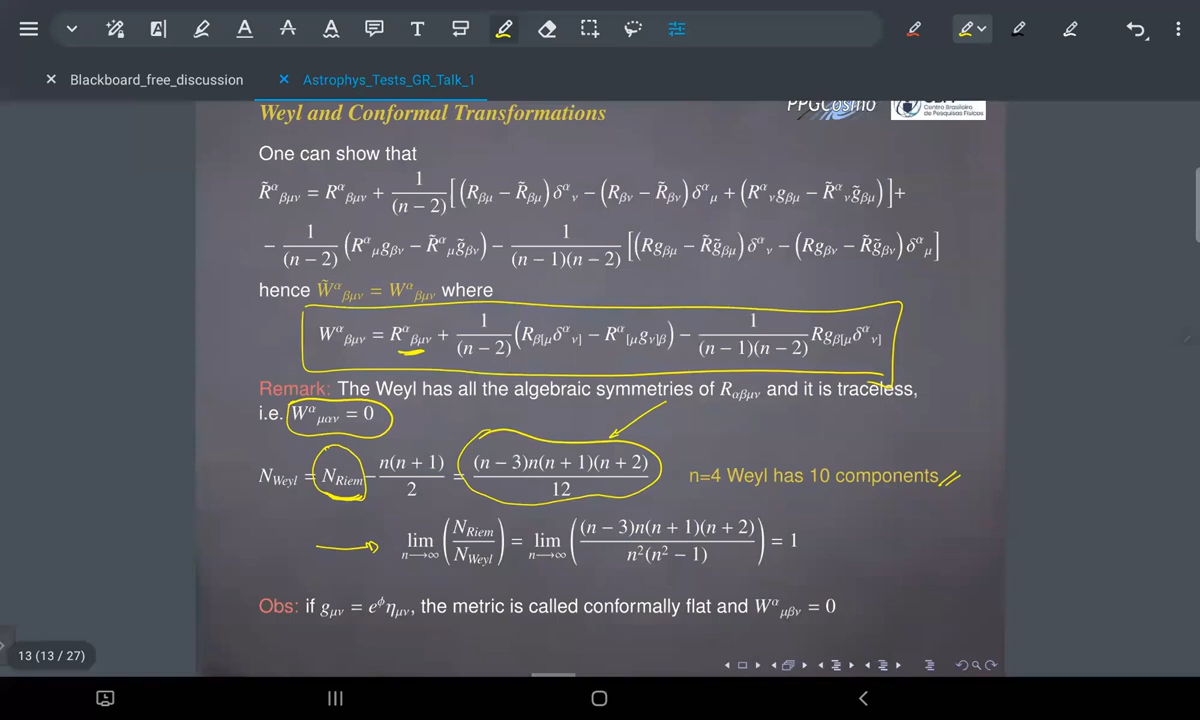 Blackboard_free_discussion
Astrophys_Tests_GR_Talk_1
Weyl and Conformal Transformations
PPGCosmo
Centro Brasileiro de Pesquisas Físicas
One can show that
R̃^α_βμν = R^α_βμν + 1/(n − 2) [(R_βμ − R̃_βμ) δ^α_ν − (R_βν − R̃_βν) δ^α_μ + (R^α_ν g_βμ − R̃^α_ν g̃_βμ)] +
− 1/(n − 2) (R^α_μ g_βν − R̃^α_μ g̃_βν) − 1/((n − 1)(n − 2)) [(Rg_βμ − R̃g̃_βμ) δ^α_ν − (Rg_βν − R̃g̃_βν) δ^α_μ]
hence W̃^α_βμν = W^α_βμν where
W^α_βμν = R^α_βμν + 1/(n − 2) (R_β[μ δ^α_ν] − R^α_[μ g_ν]β) − 1/((n − 1)(n − 2)) Rg_β[μ δ^α_ν]
Remark: The Weyl has all the algebraic symmetries of R_αβμν and it is traceless,
i.e. W^α_μαν = 0
N_Weyl = N_Riem − n(n + 1)/2 = (n − 3)n(n + 1)(n + 2)/12 n=4 Weyl has 10 components
lim_{n→∞} (N_Riem/N_Weyl) = lim_{n→∞} ((n − 3)n(n + 1)(n + 2)/(n²(n² − 1))) = 1
Obs: if g_μν = e^ϕ η_μν, the metric is called conformally flat and W^α_μβν = 0
13 (13 / 27)